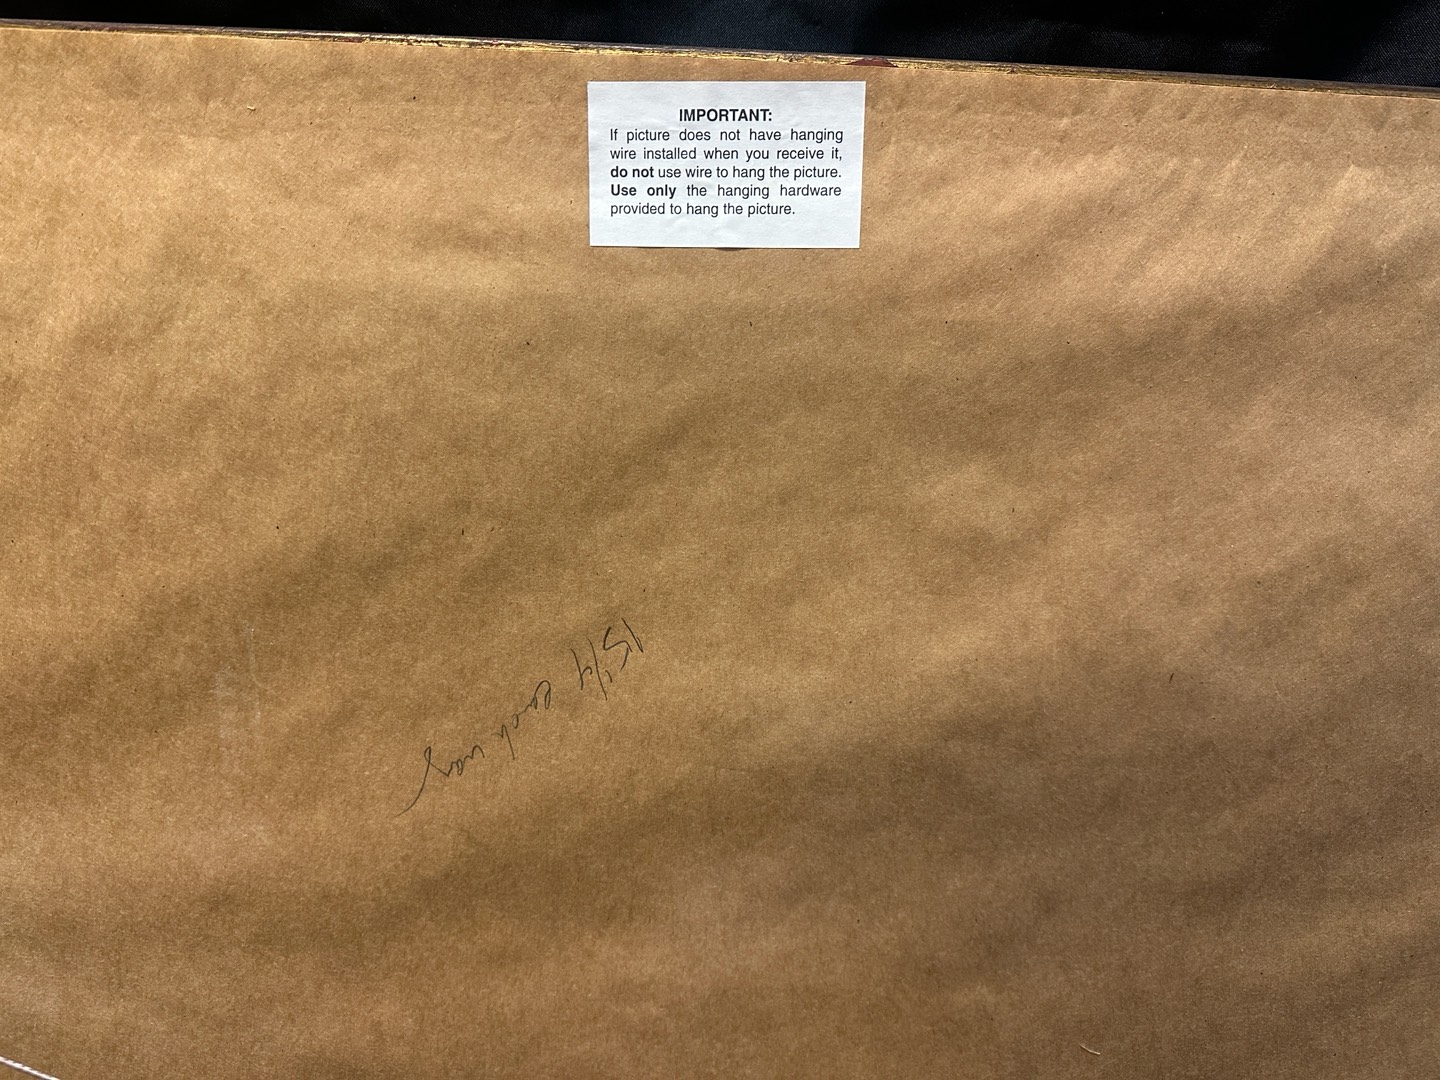 IMPORTANT:
If picture does not have hanging
wire installed when you receive it,
do not use wire to hang the picture.
Use only the hanging hardware
provided to hang the picture.
15 1/4 each way